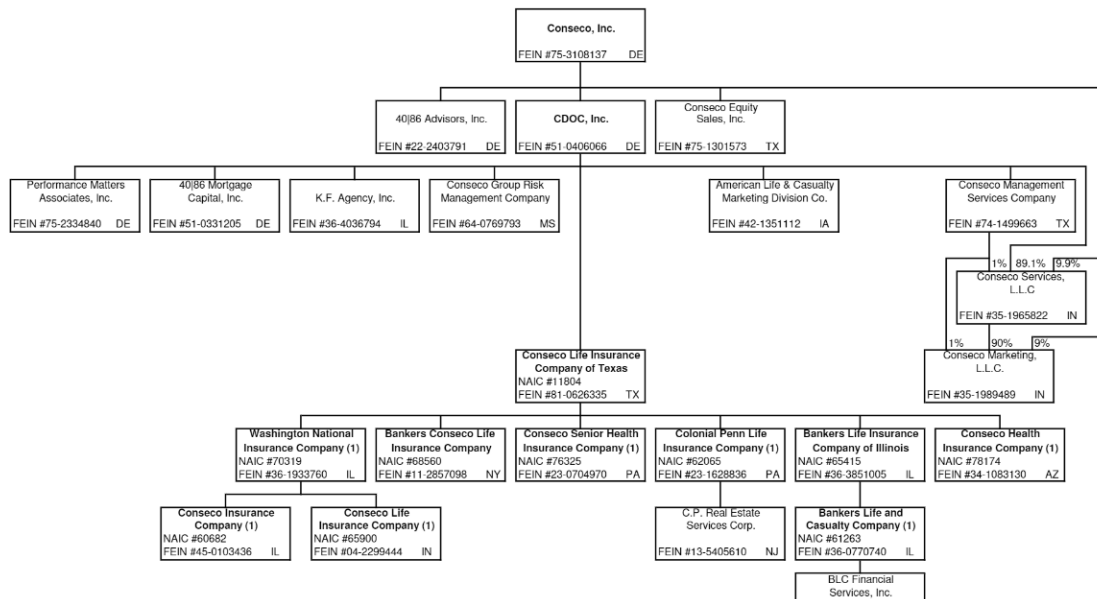 Conseco, Inc.
FEIN #75-3108137 DE
40|86 Advisors, Inc.
FEIN #22-2403791 DE
CDOC, Inc.
FEIN #51-0406066 DE
Conseco Equity
Sales, Inc.
FEIN #75-1301573 TX
Performance Matters
Associates, Inc.
FEIN #75-2334840 DE
40|86 Mortgage
Capital, Inc.
FEIN #51-0331205 DE
K.F. Agency, Inc.
FEIN #36-4036794 IL
Conseco Group Risk
Management Company
FEIN #64-0769793 MS
American Life & Casualty
Marketing Division Co.
FEIN #42-1351112 IA
Conseco Management
Services Company
FEIN #74-1499663 TX
1% 89.1% 9.9%
Conseco Services,
L.L.C
FEIN #35-1965822 IN
1% 90% 9%
Conseco Marketing,
L.L.C.
FEIN #35-1989489 IN
Conseco Life Insurance
Company of Texas
NAIC #11804
FEIN #81-0626335 TX
Washington National
Insurance Company (1)
NAIC #70319
FEIN #36-1933760 IL
Bankers Conseco Life
Insurance Company
NAIC #68560
FEIN #11-2857098 NY
Conseco Senior Health
Insurance Company (1)
NAIC #76325
FEIN #23-0704970 PA
Colonial Penn Life
Insurance Company (1)
NAIC #62065
FEIN #23-1628836 PA
Bankers Life Insurance
Company of Illinois
NAIC #65415
FEIN #36-3851005 IL
Conseco Health
Insurance Company (1)
NAIC #78174
FEIN #34-1083130 AZ
Conseco Insurance
Company (1)
NAIC #60682
FEIN #45-0103436 IL
Conseco Life
Insurance Company (1)
NAIC #65900
FEIN #04-2299444 IN
C.P. Real Estate
Services Corp.
FEIN #13-5405610 NJ
Bankers Life and
Casualty Company (1)
NAIC #61263
FEIN #36-0770740 IL
BLC Financial
Services, Inc.